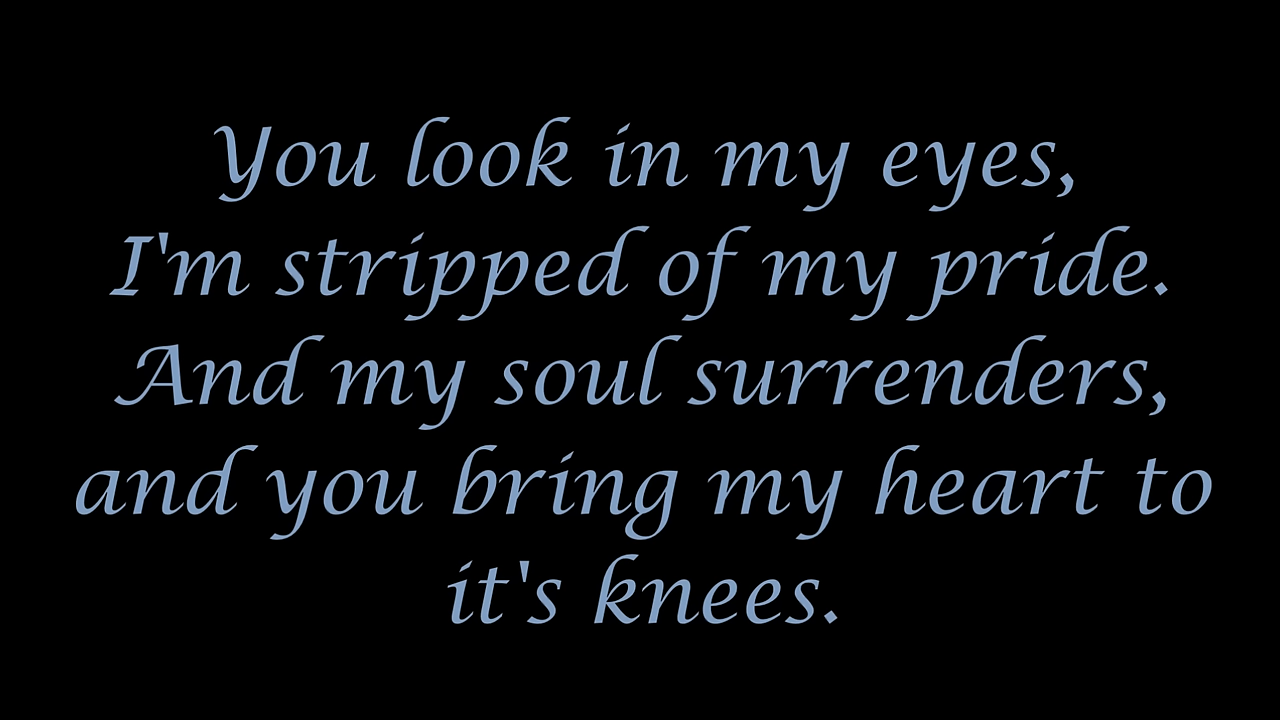 You look in my eyes,
I'm stripped of my pride.
And my soul surrenders,
and you bring my heart to
it's knees.